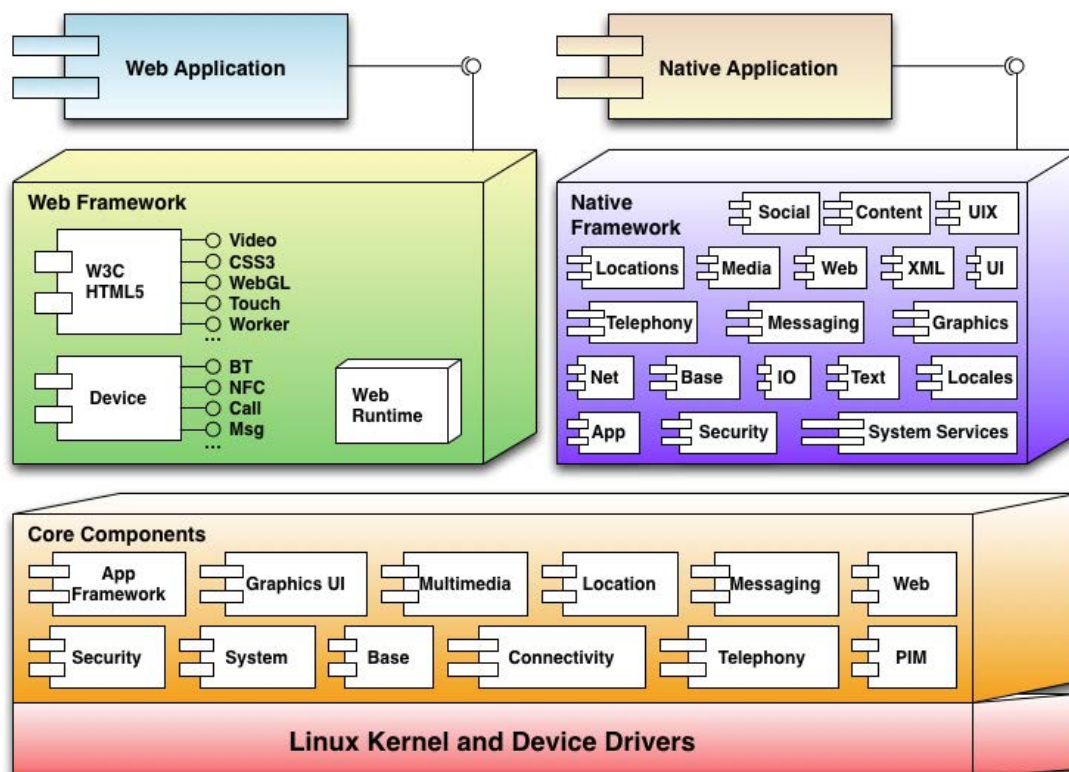 Web Application
Native Application
Web Framework
W3C
HTML5
Video
CSS3
WebGL
Touch
Worker
...
Device
BT
NFC
Call
Msg
...
Web
Runtime
Native
Framework
Social
Content
UIX
Locations
Media
Web
XML
UI
Telephony
Messaging
Graphics
Net
Base
IO
Text
Locales
App
Security
System Services
Core Components
App
Framework
Graphics UI
Multimedia
Location
Messaging
Web
Security
System
Base
Connectivity
Telephony
PIM
Linux Kernel and Device Drivers